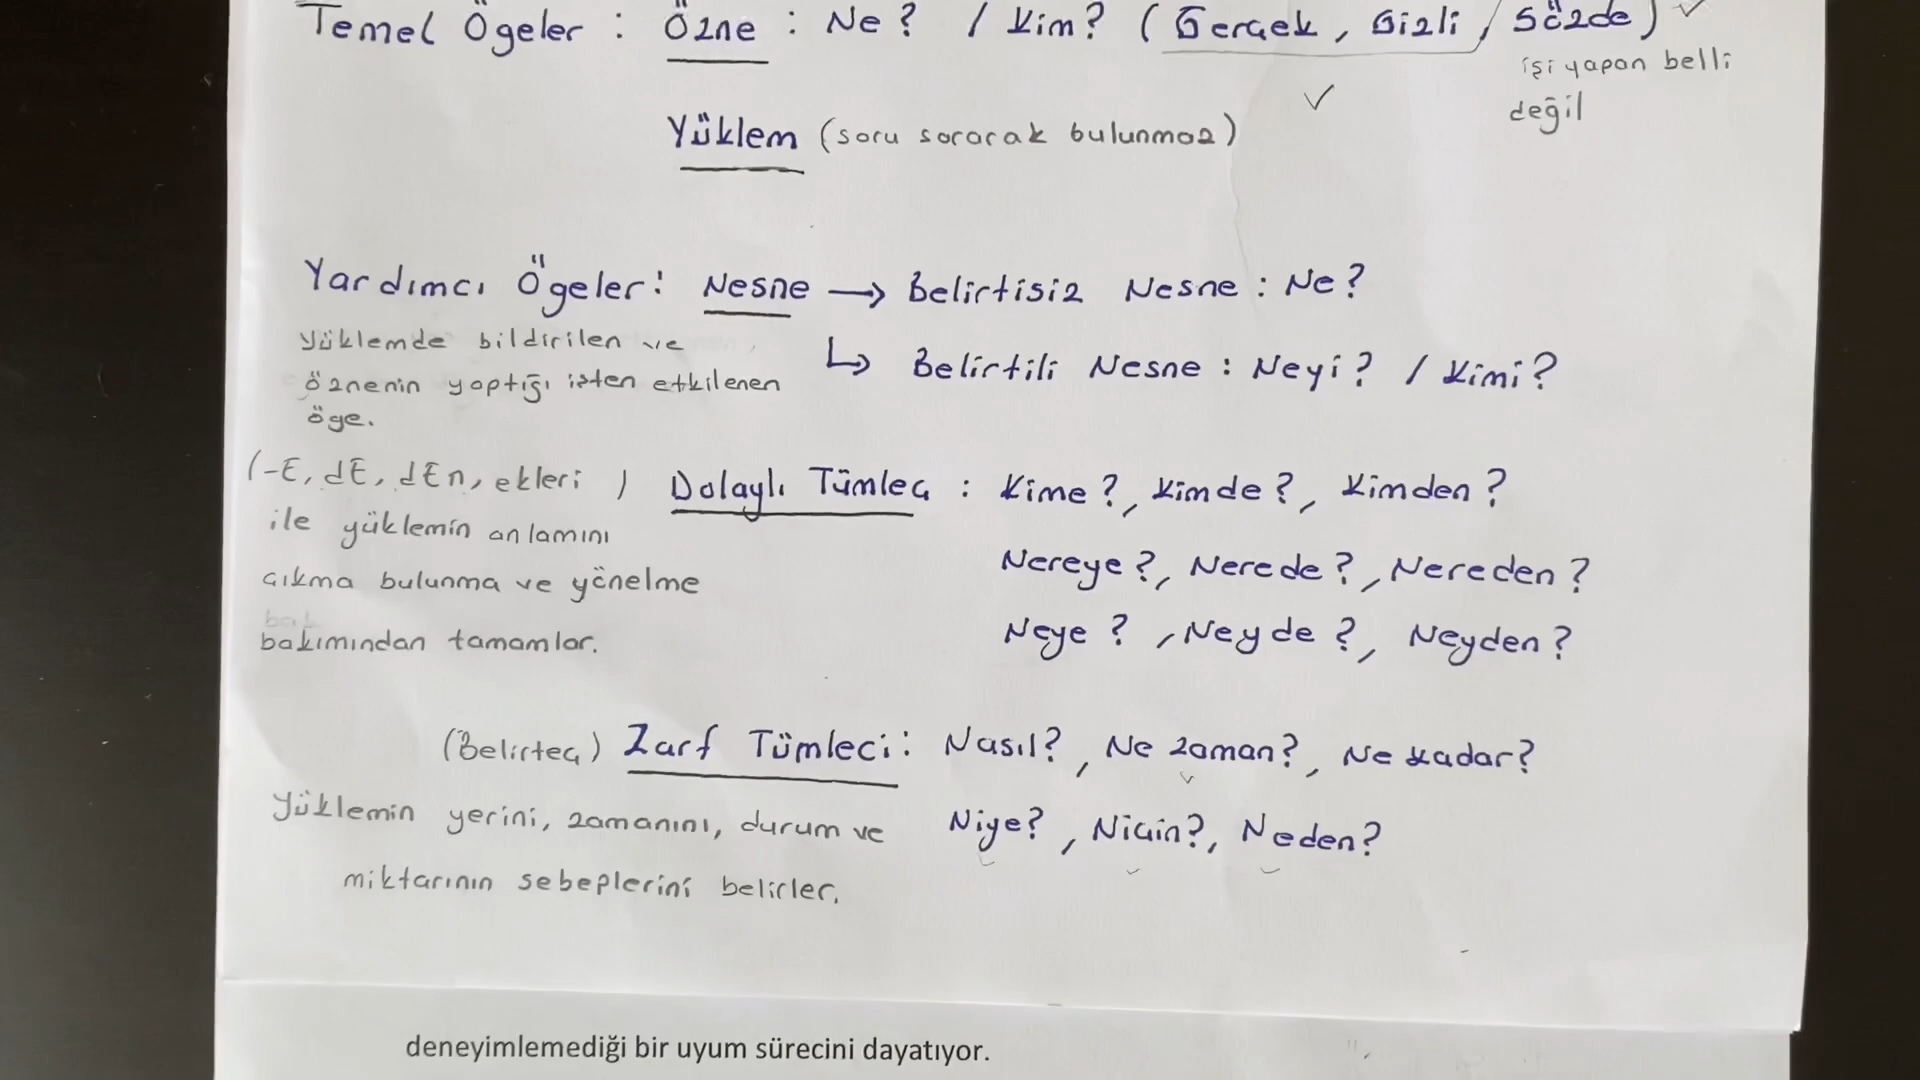 Temel Ögeler : Özne : Ne? / Kim? (Gerçek, Gizli, Sözde) ✓
işi yapan belli
değil
✓
Yüklem (soru sorarak bulunmaz)
Yardımcı Ögeler: Nesne → Belirtisiz Nesne : Ne?
↳ Belirtili Nesne : Neyi? / Kimi?
Yüklemde bildirilen ve
öznenin yaptığı işten etkilenen
öge.
(-E, dE, dEn, ekleri ) Dolaylı Tümleç : Kime?, Kimde?, Kimden?
ile yüklemin anlamını
çıkma bulunma ve yönelme
bakımından tamamlar.
Nereye?, Nerede?, Nereden?
Neye?, Neyde?, Neyden?
(Belirteç) Zarf Tümleci: Nasıl?, Ne zaman?, Ne kadar?
Yüklemin yerini, zamanını, durum ve
miktarının sebeplerini belirler.
Niye?, Niçin?, Neden?
deneyimlemediği bir uyum sürecini dayatıyor.